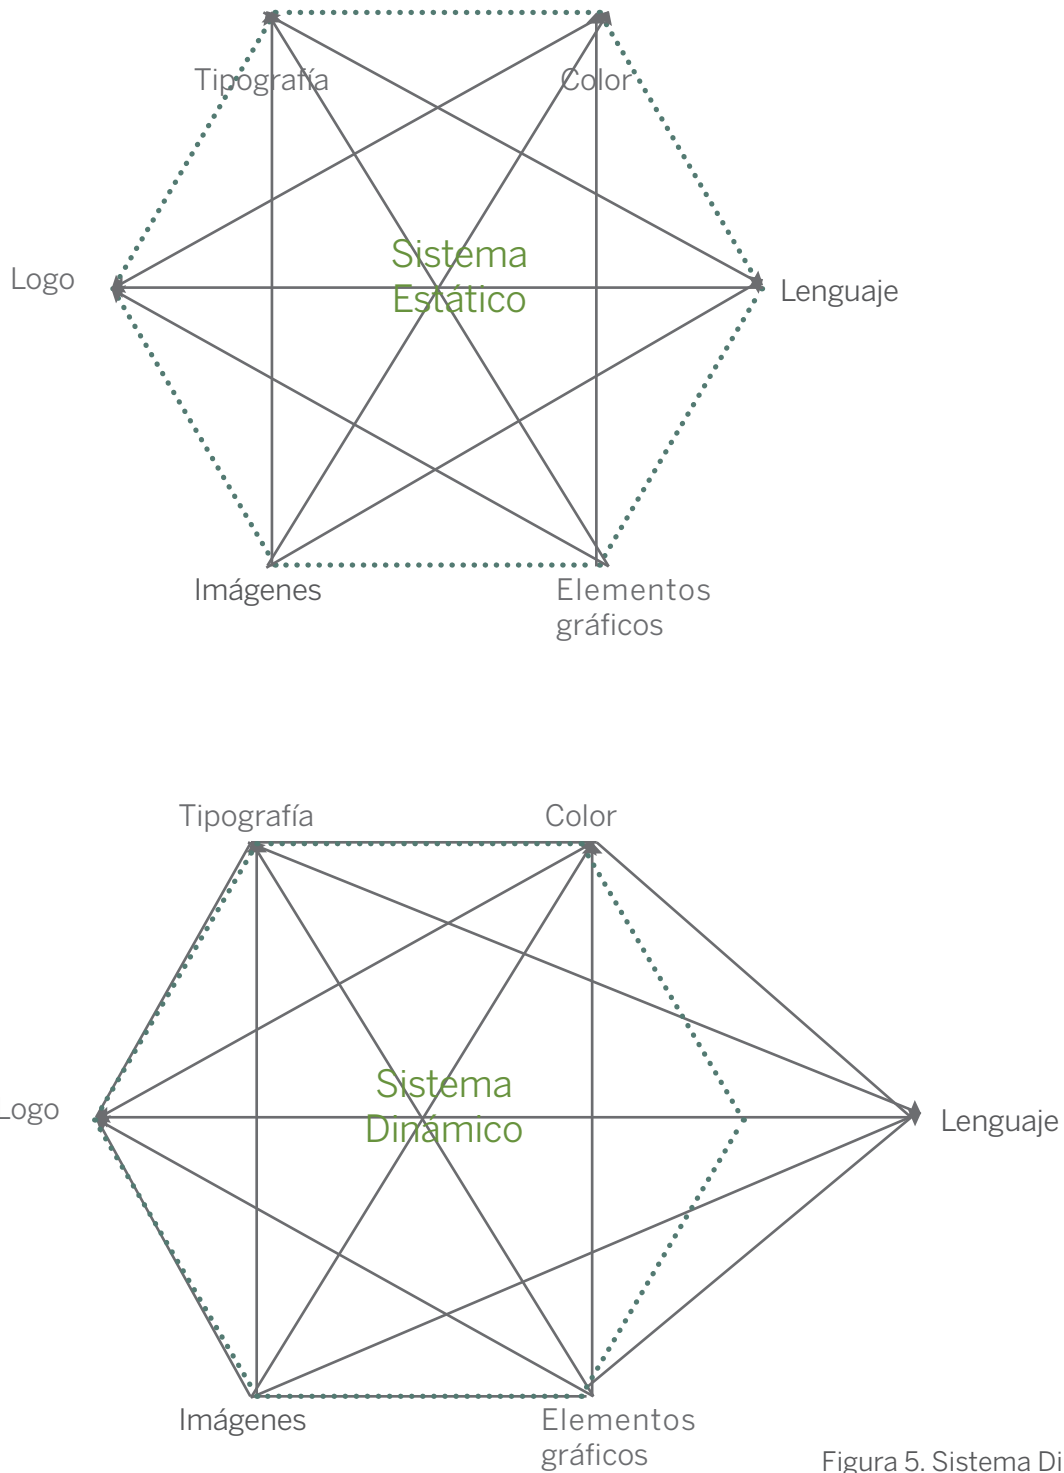 Tipografía
Color
Sistema
Estático
Logo
Lenguaje
Imágenes
Elementos
gráficos
Tipografía
Color
Sistema
Dinámico
Logo
Lenguaje
Imágenes
Elementos
gráficos
Figura 5. Sistema Di